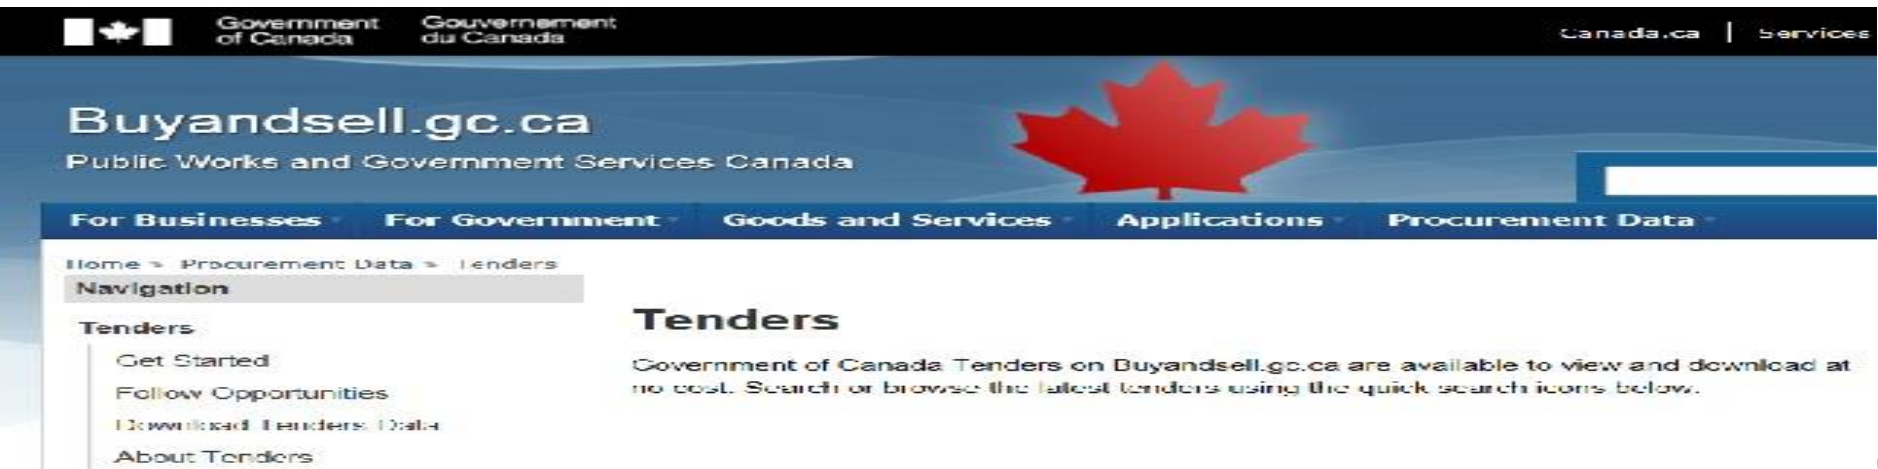 Government of Canada
Gouvernement du Canada
Canada.ca | Services
Buyandsell.gc.ca
Public Works and Government Services Canada
For Businesses For Government Goods and Services Applications Procurement Data
Home » Procurement Data » Tenders
Navigation
Tenders
Get Started
Follow Opportunities
Download Tenders Data
About Tenders
Tenders
Government of Canada Tenders on Buyandsell.gc.ca are available to view and download at
no cost. Search or browse the latest tenders using the quick search icons below.